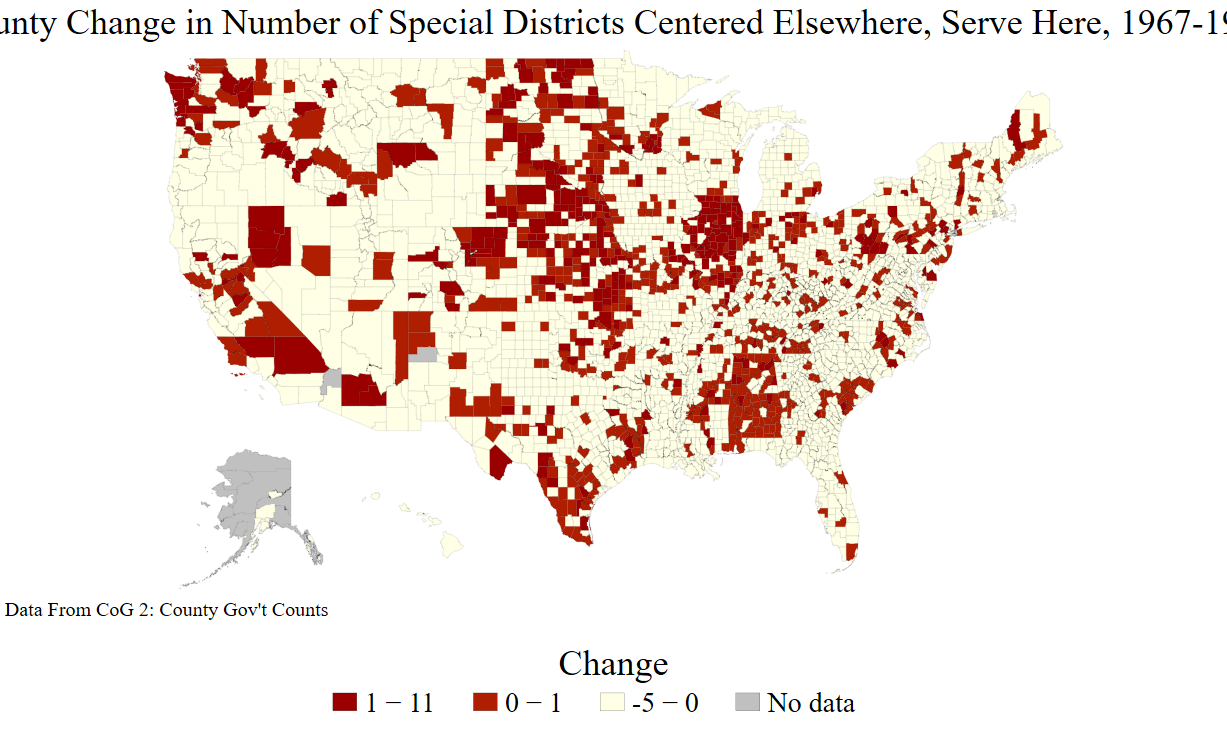 unty Change in Number of Special Districts Centered Elsewhere, Serve Here, 1967-19
Data From CoG 2: County Gov't Counts
Change
1 − 11
0 − 1
-5 − 0
No data